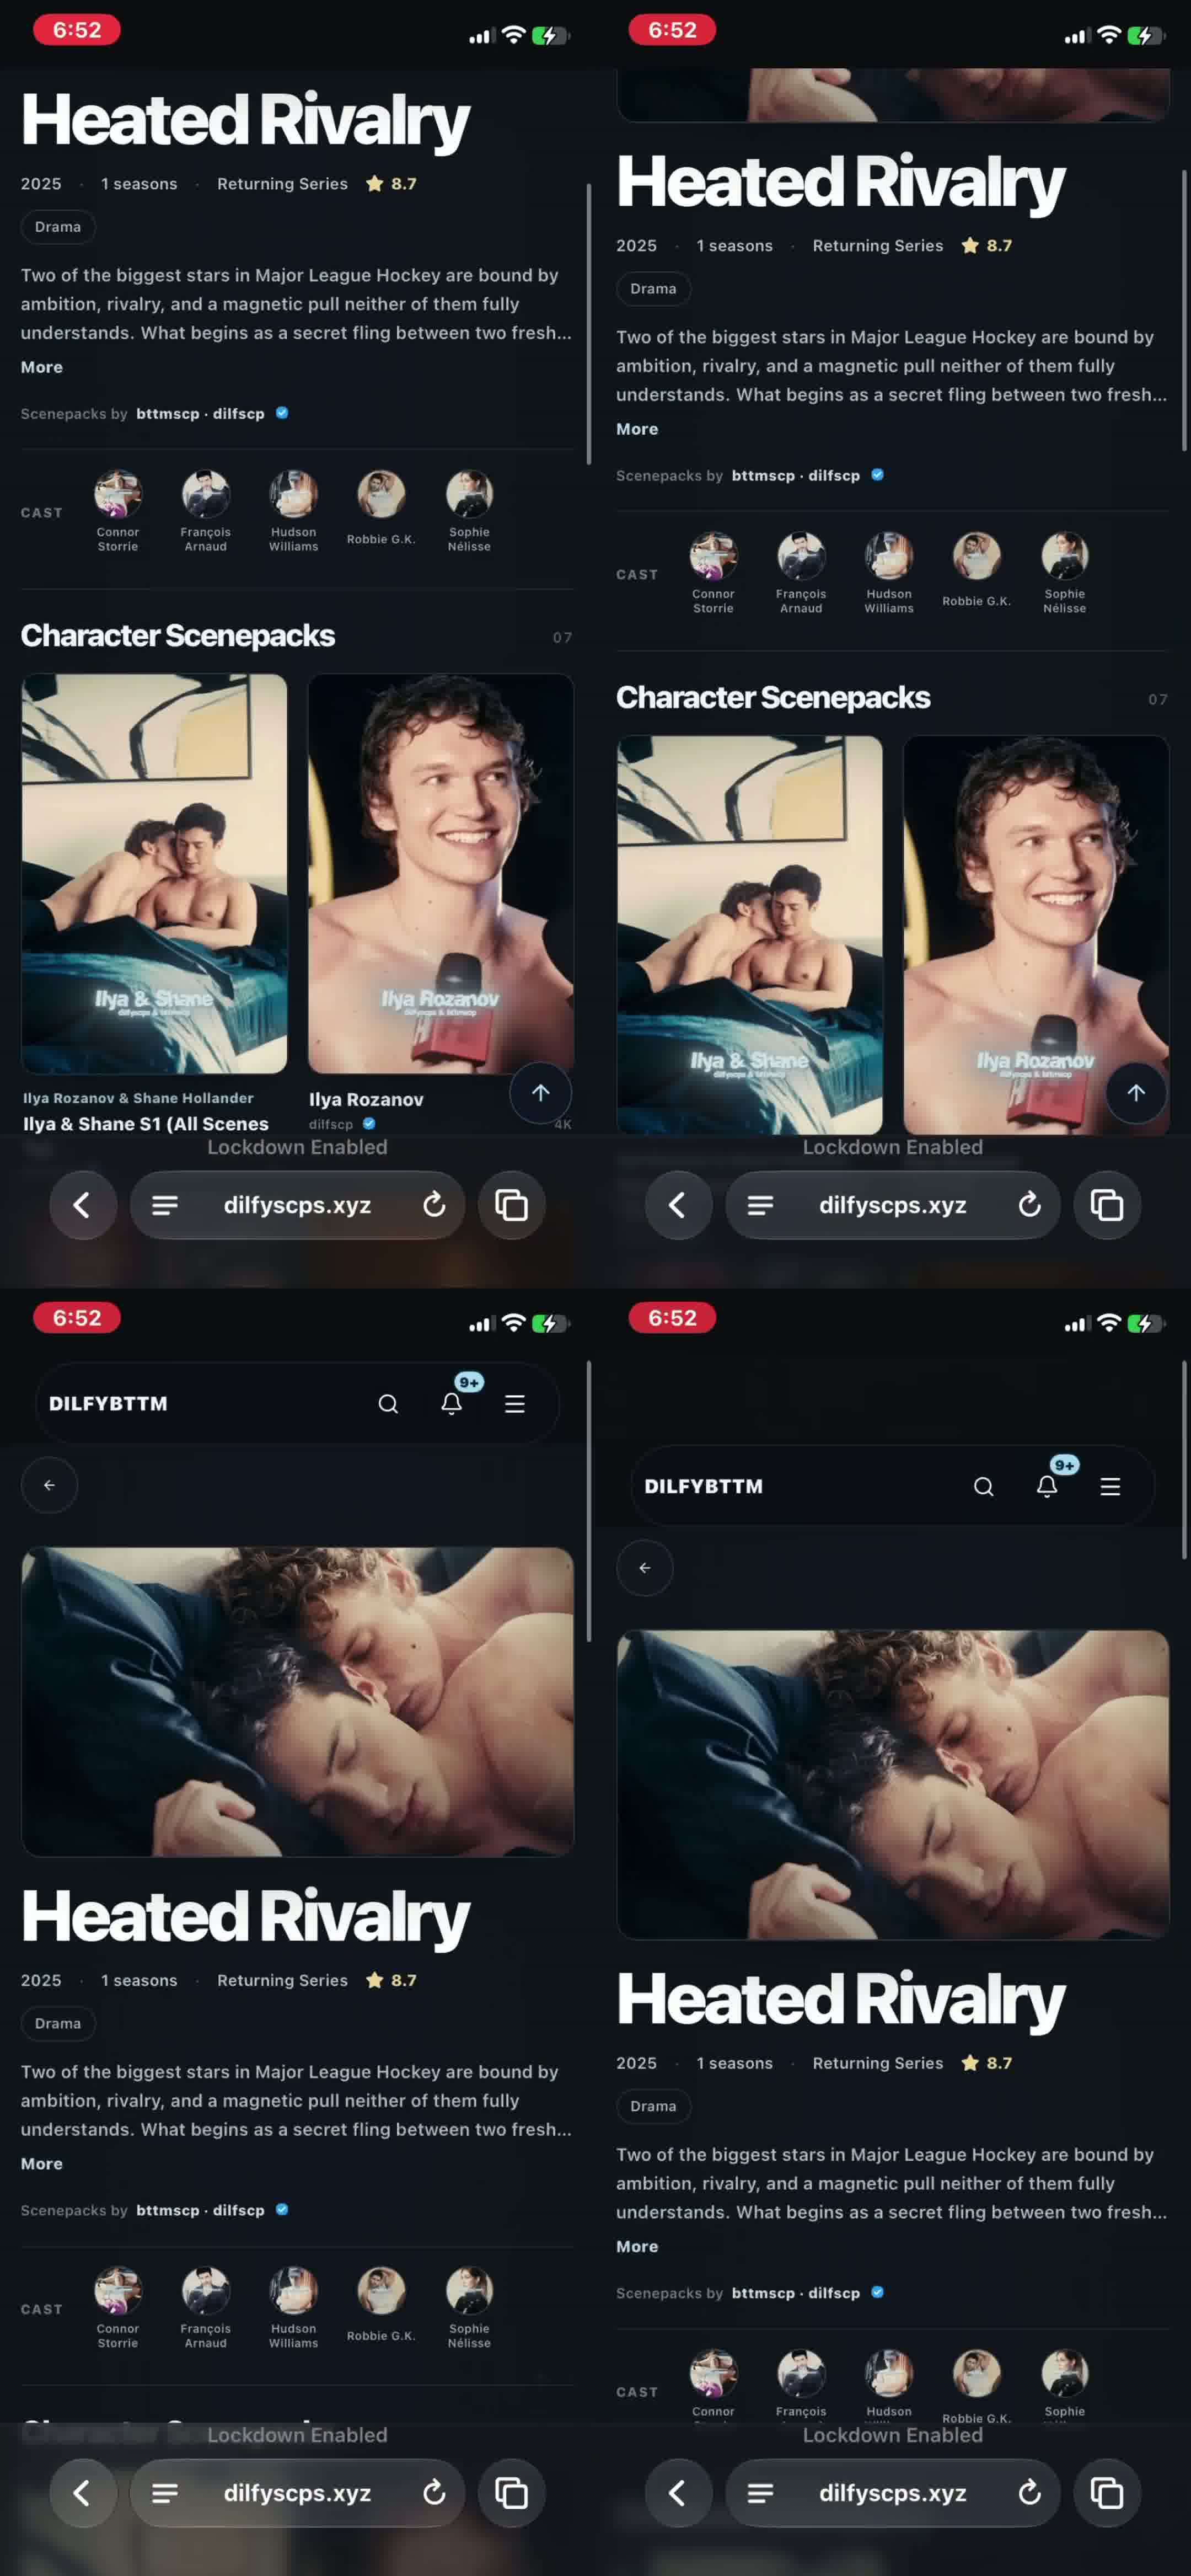 6:52
Heated Rivalry
2025 · 1 seasons · Returning Series ★ 8.7
Drama
Two of the biggest stars in Major League Hockey are bound by
ambition, rivalry, and a magnetic pull neither of them fully
understands. What begins as a secret fling between two fresh...
More
Scenepacks by bttmscp · dilfscp
CAST
Connor Storrie
François Arnaud
Hudson Williams
Robbie G.K.
Sophie Nélisse
Character Scenepacks 07
Ilya & Shane
dilfyscps & bttmscp
Ilya Rozanov
dilfyscps & bttmscp
Ilya Rozanov & Shane Hollander
Ilya & Shane S1 (All Scenes
Ilya Rozanov
dilfscp 4K
Lockdown Enabled
dilfyscps.xyz
6:52
Heated Rivalry
2025 · 1 seasons · Returning Series ★ 8.7
Drama
Two of the biggest stars in Major League Hockey are bound by
ambition, rivalry, and a magnetic pull neither of them fully
understands. What begins as a secret fling between two fresh...
More
Scenepacks by bttmscp · dilfscp
CAST
Connor Storrie
François Arnaud
Hudson Williams
Robbie G.K.
Sophie Nélisse
Character Scenepacks 07
Ilya & Shane
dilfyscps & bttmscp
Ilya Rozanov
dilfyscps & bttmscp
Lockdown Enabled
dilfyscps.xyz
6:52
DILFYBTTM 9+
Heated Rivalry
2025 · 1 seasons · Returning Series ★ 8.7
Drama
Two of the biggest stars in Major League Hockey are bound by
ambition, rivalry, and a magnetic pull neither of them fully
understands. What begins as a secret fling between two fresh...
More
Scenepacks by bttmscp · dilfscp
CAST
Connor Storrie
François Arnaud
Hudson Williams
Robbie G.K.
Sophie Nélisse
Lockdown Enabled
dilfyscps.xyz
6:52
DILFYBTTM 9+
Heated Rivalry
2025 · 1 seasons · Returning Series ★ 8.7
Drama
Two of the biggest stars in Major League Hockey are bound by
ambition, rivalry, and a magnetic pull neither of them fully
understands. What begins as a secret fling between two fresh...
More
Scenepacks by bttmscp · dilfscp
CAST
Connor
François
Hudson
Robbie G.K.
Sophie
Lockdown Enabled
dilfyscps.xyz